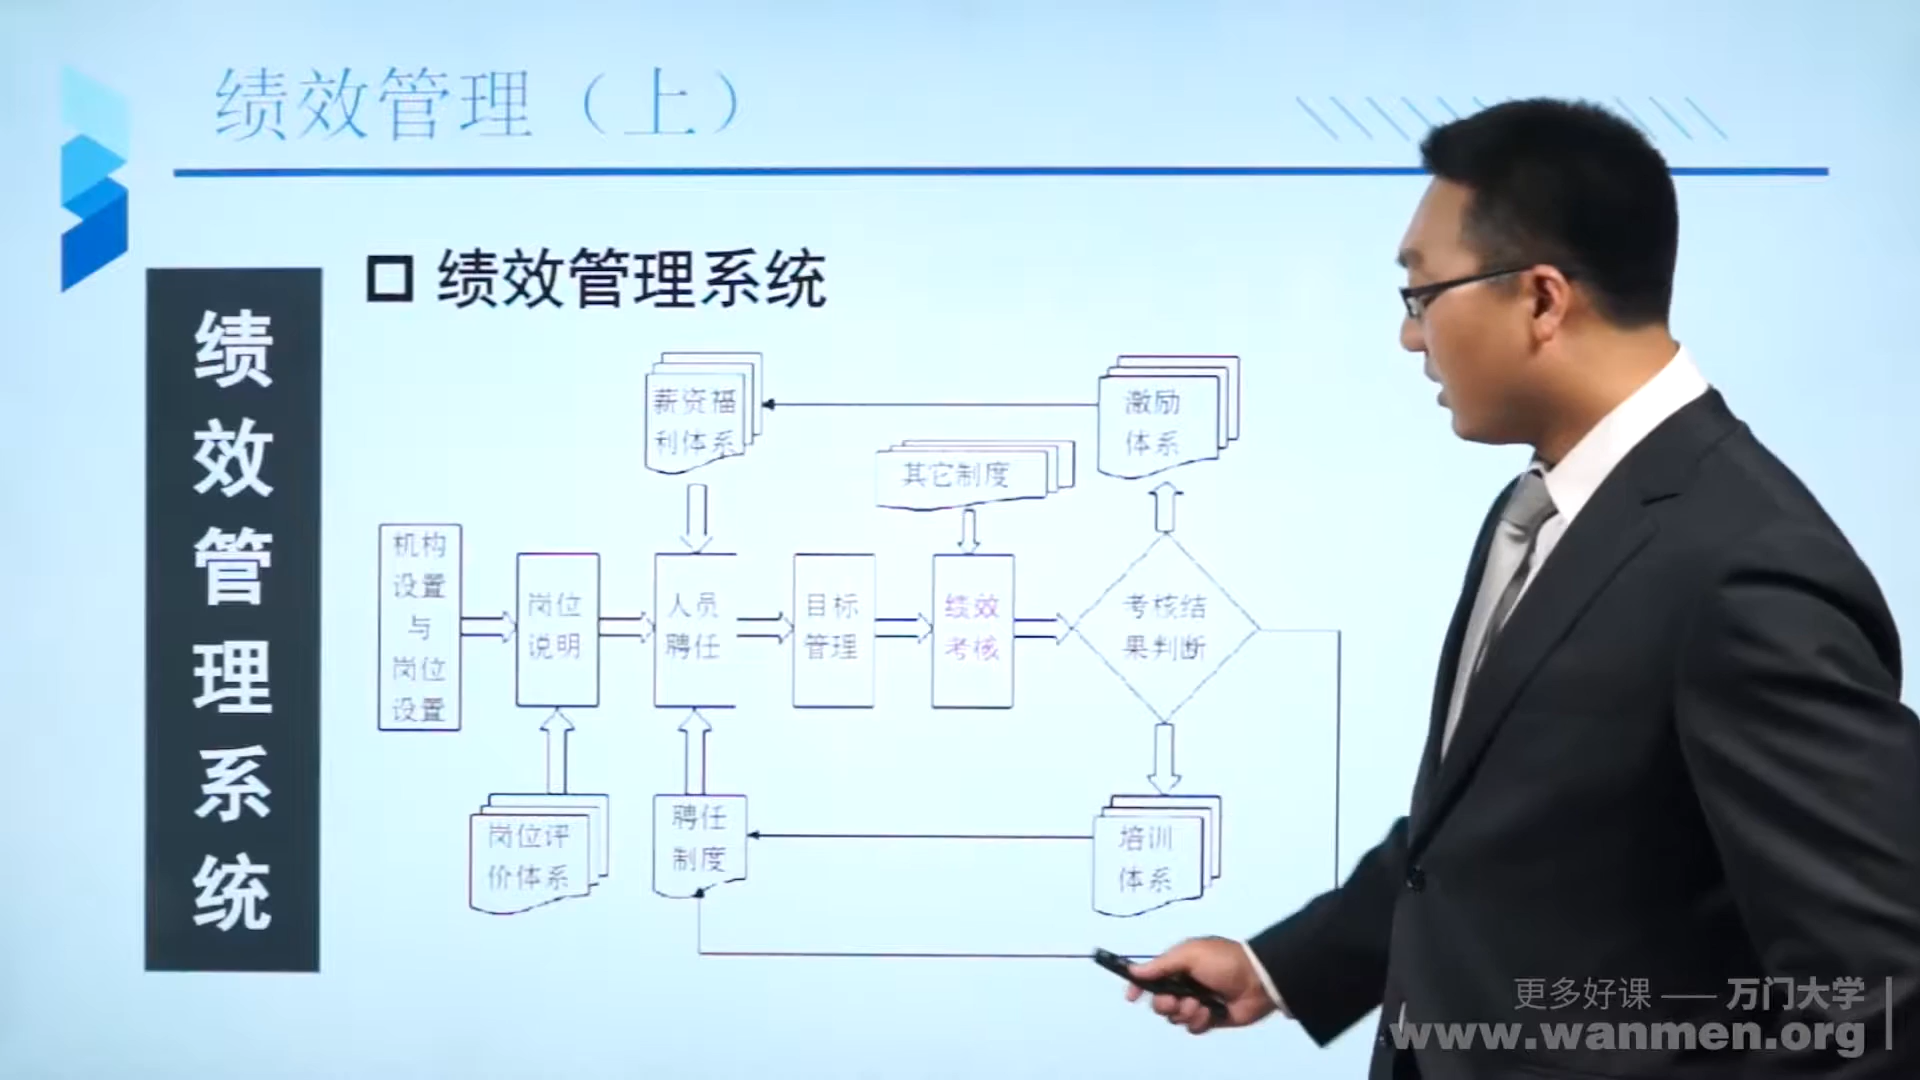 绩效管理（上）
绩效管理系统
绩效管理系统
薪资福
利体系
激励
体系
其它制度
机构
设置
与
岗位
设置
岗位
说明
人员
聘任
目标
管理
绩效
考核
考核结
果判断
岗位评
价体系
聘任
制度
培训
体系
更多好课 —— 万门大学
www.wanmen.org